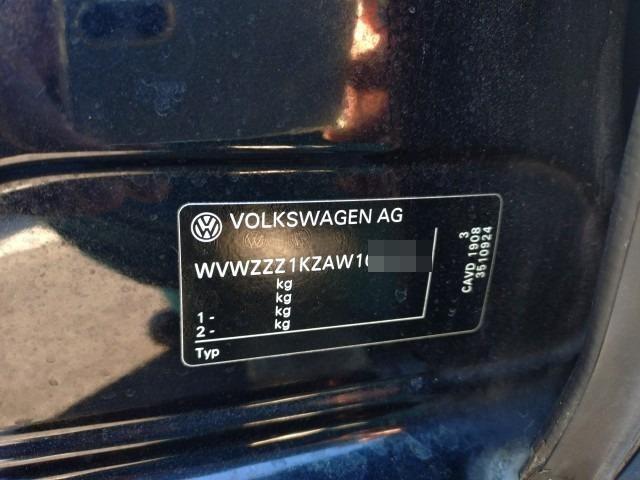 VOLKSWAGEN AG
WVWZZZ1KZAW1
kg
kg
1- kg
2- kg
Typ
3
CAVD 1908
3510924